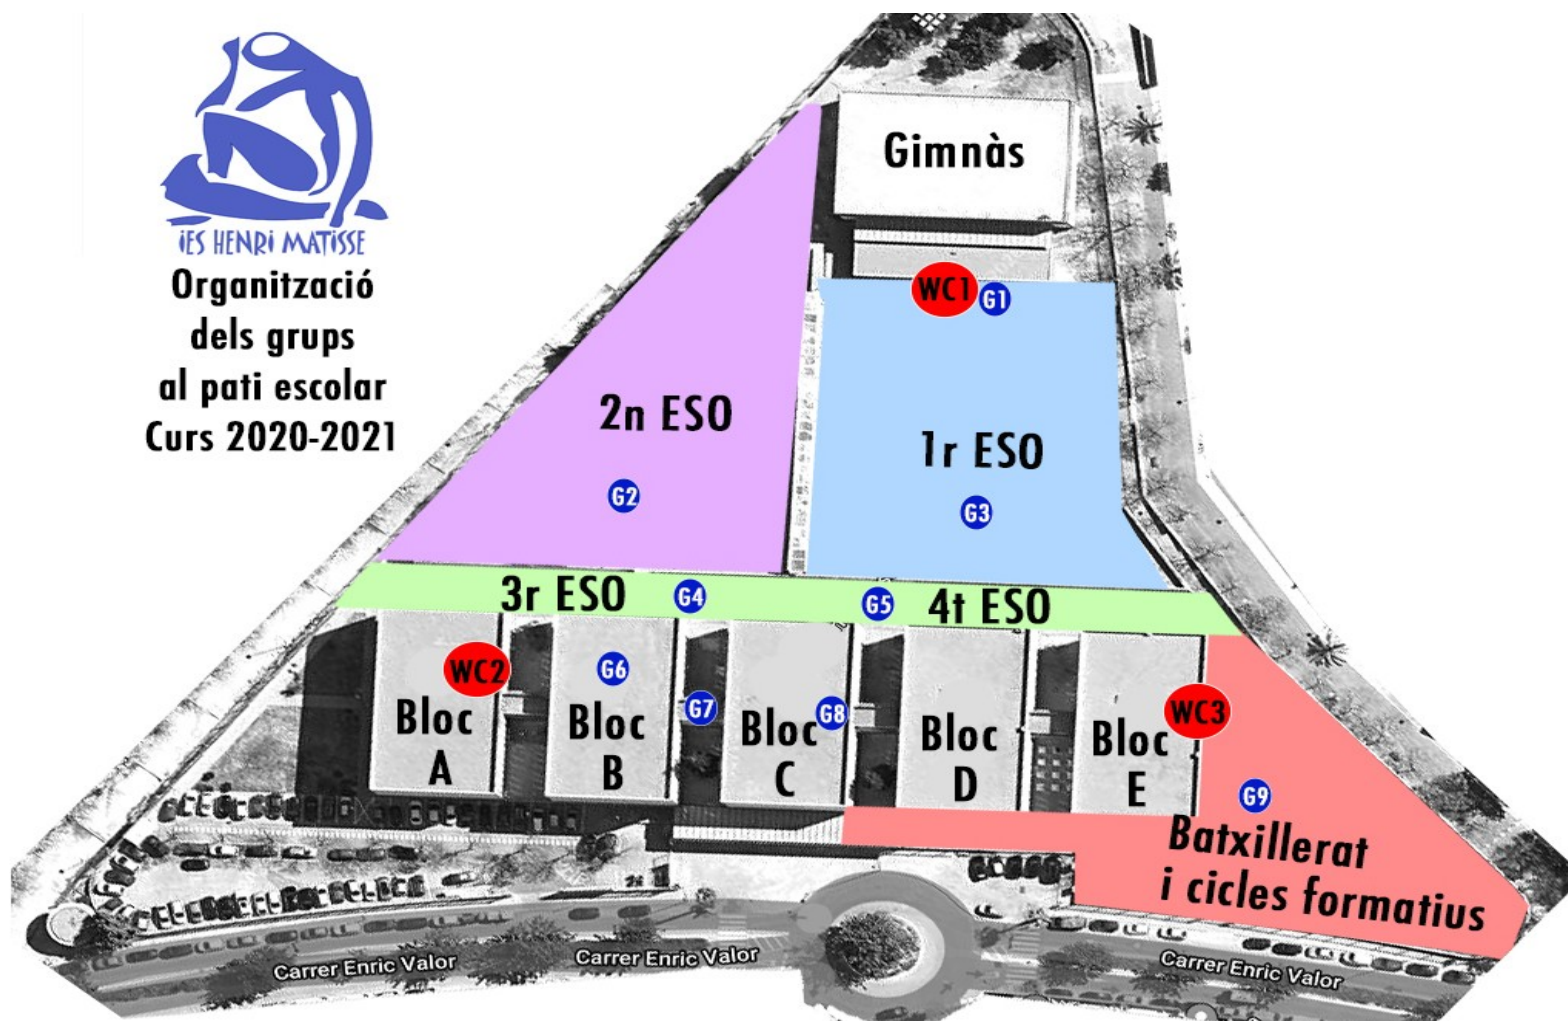 iES HENRi MATiSSE
Organització
dels grups
al pati escolar
Curs 2020-2021
Gimnàs
WC1
G1
2n ESO
1r ESO
G2
G3
3r ESO
G4
G5
4t ESO
WC2
G6
G7
G8
WC3
Bloc
A
Bloc
B
Bloc
C
Bloc
D
Bloc
E
G9
Batxillerat
i cicles formatius
Carrer Enric Valor
Carrer Enric Valor
Carrer Enric Valor